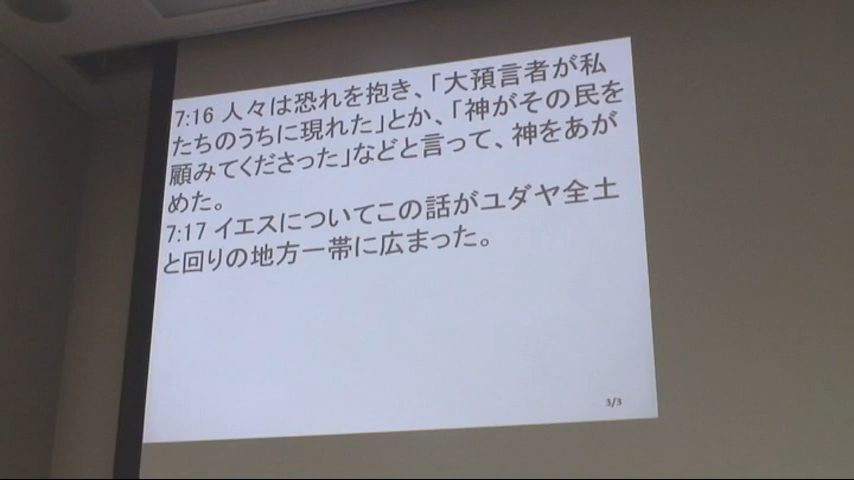 7:16 人々は恐れを抱き、「大預言者が私
たちのうちに現れた」とか、「神がその民を
顧みてくださった」などと言って、神をあが
めた。
7:17 イエスについてこの話がユダヤ全土
と回りの地方一帯に広まった。
3/3